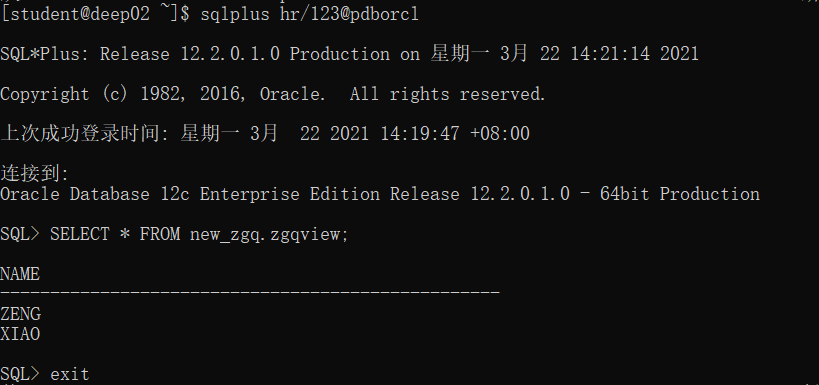 [student@deep02 ~]$ sqlplus hr/123@pdborcl
SQL*Plus: Release 12.2.0.1.0 Production on 星期一 3月 22 14:21:14 2021
Copyright (c) 1982, 2016, Oracle.  All rights reserved.
上次成功登录时间: 星期一 3月  22 2021 14:19:47 +08:00
连接到:
Oracle Database 12c Enterprise Edition Release 12.2.0.1.0 - 64bit Production
SQL> SELECT * FROM new_zgq.zgqview;
NAME
--------------------------------------------------
ZENG
XIAO
SQL> exit